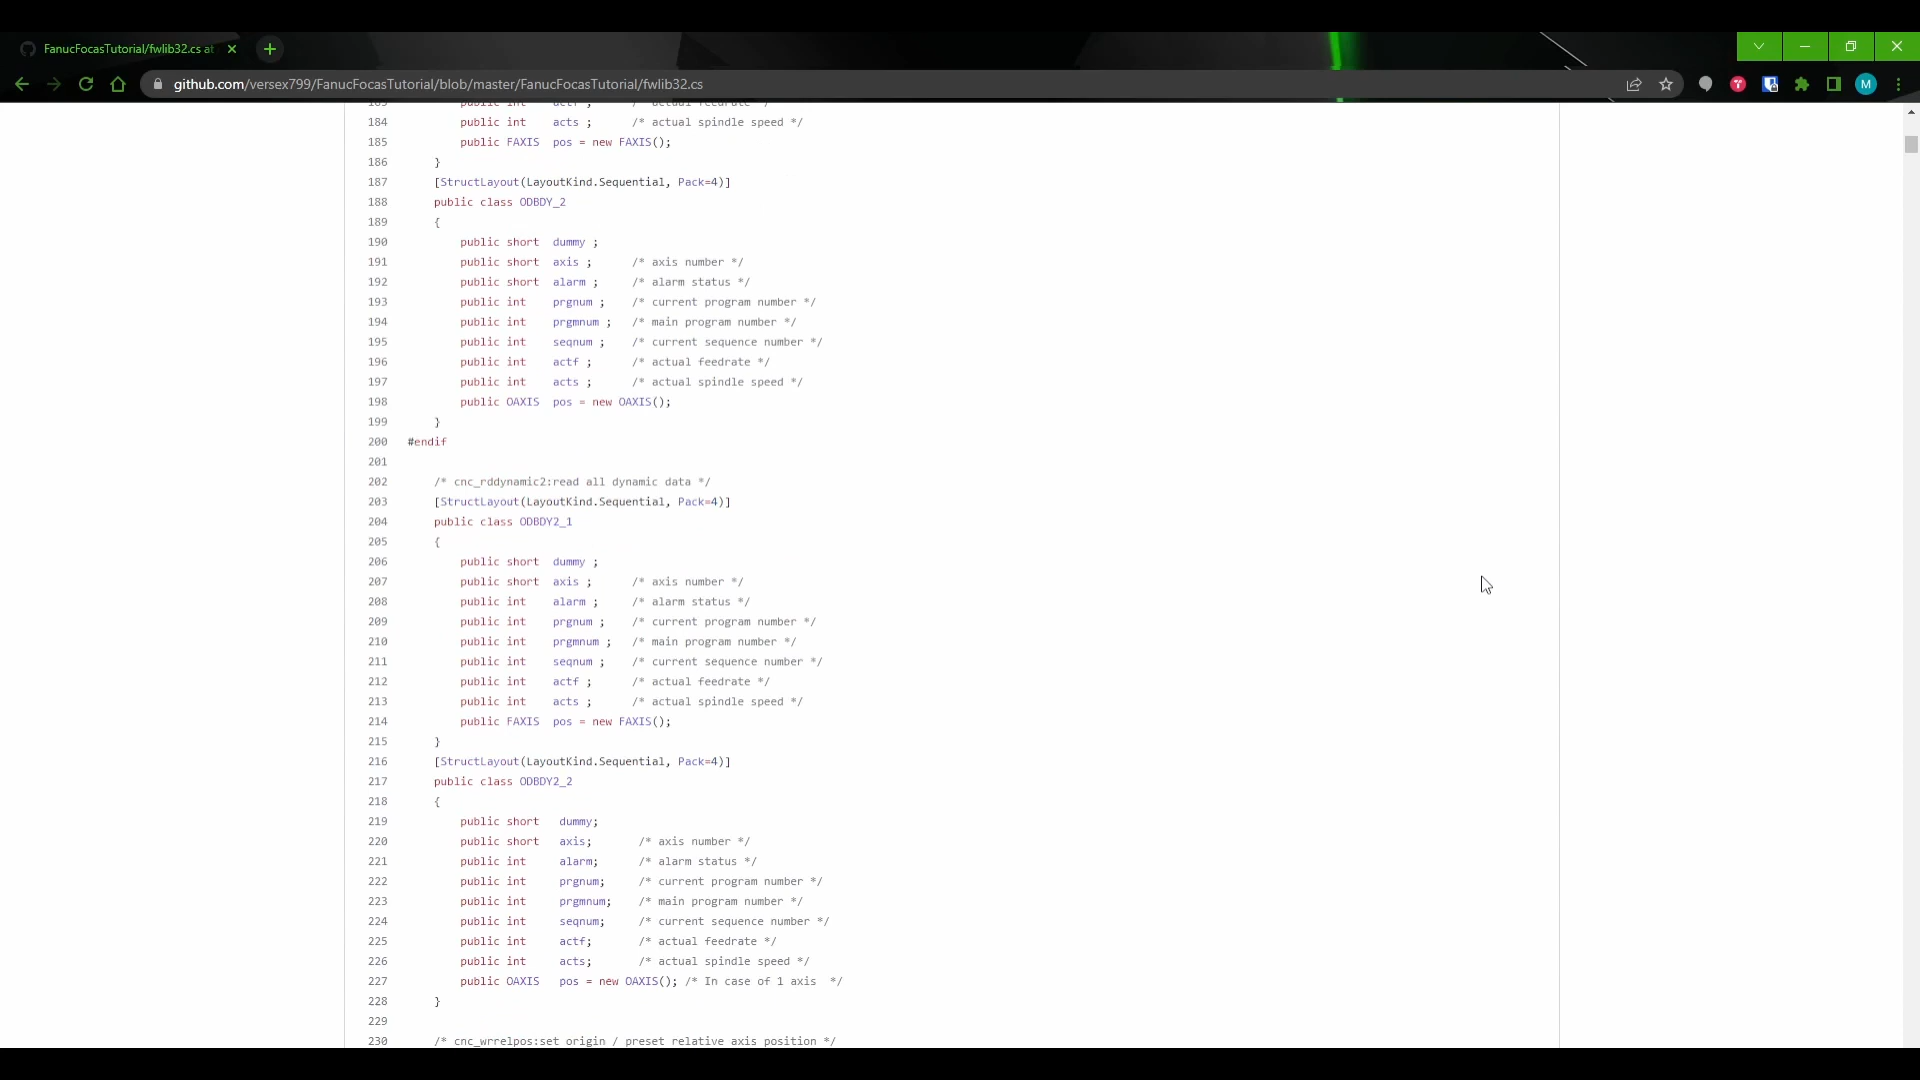 FanucFocasTutorial/fwlib32.cs at
github.com/versex799/FanucFocasTutorial/blob/master/FanucFocasTutorial/fwlib32.cs
M
183 public int actf ; /* actual feedrate */
184 public int acts ; /* actual spindle speed */
185 public FAXIS pos = new FAXIS();
186 }
187 [StructLayout(LayoutKind.Sequential, Pack=4)]
188 public class ODBDY_2
189 {
190 public short dummy ;
191 public short axis ; /* axis number */
192 public short alarm ; /* alarm status */
193 public int prgnum ; /* current program number */
194 public int prgmnum ; /* main program number */
195 public int seqnum ; /* current sequence number */
196 public int actf ; /* actual feedrate */
197 public int acts ; /* actual spindle speed */
198 public OAXIS pos = new OAXIS();
199 }
200 #endif
201
202 /* cnc_rddynamic2:read all dynamic data */
203 [StructLayout(LayoutKind.Sequential, Pack=4)]
204 public class ODBDY2_1
205 {
206 public short dummy ;
207 public short axis ; /* axis number */
208 public int alarm ; /* alarm status */
209 public int prgnum ; /* current program number */
210 public int prgmnum ; /* main program number */
211 public int seqnum ; /* current sequence number */
212 public int actf ; /* actual feedrate */
213 public int acts ; /* actual spindle speed */
214 public FAXIS pos = new FAXIS();
215 }
216 [StructLayout(LayoutKind.Sequential, Pack=4)]
217 public class ODBDY2_2
218 {
219 public short dummy;
220 public short axis; /* axis number */
221 public int alarm; /* alarm status */
222 public int prgnum; /* current program number */
223 public int prgmnum; /* main program number */
224 public int seqnum; /* current sequence number */
225 public int actf; /* actual feedrate */
226 public int acts; /* actual spindle speed */
227 public OAXIS pos = new OAXIS(); /* In case of 1 axis */
228 }
229
230 /* cnc_wrrelpos:set origin / preset relative axis position */